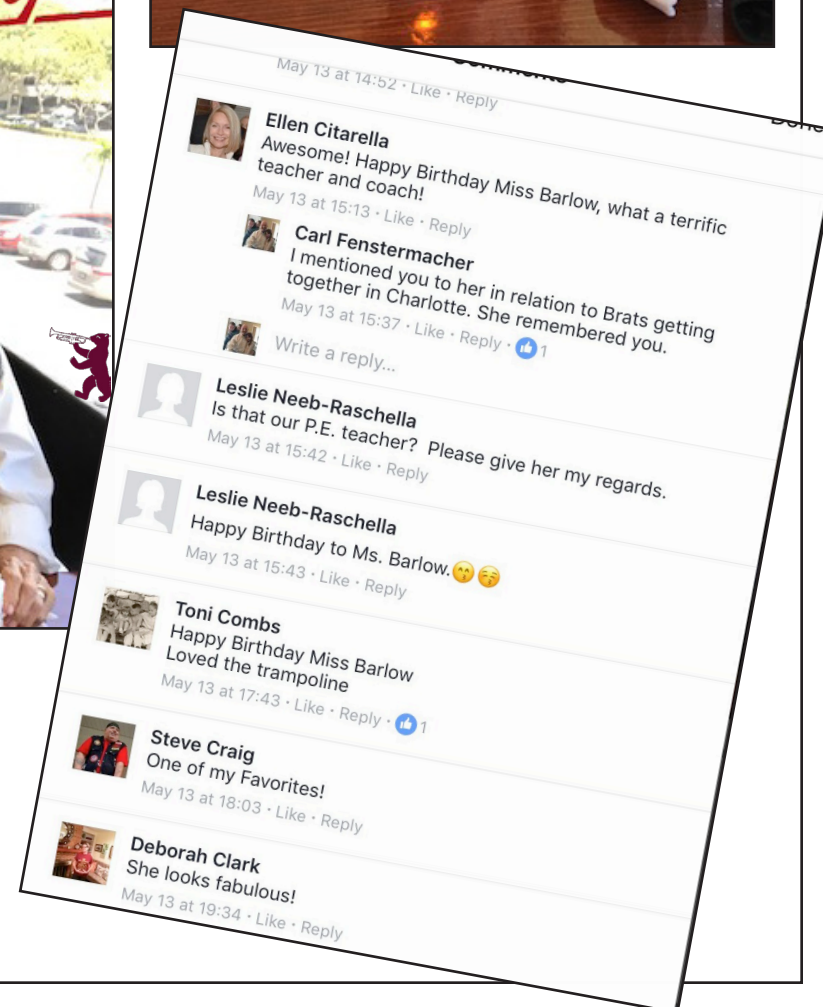 Comments
May 13 at 14:52 · Like · Reply
Ellen Citarella
Awesome! Happy Birthday Miss Barlow, what a terrific
teacher and coach!
May 13 at 15:13 · Like · Reply
Carl Fenstermacher
I mentioned you to her in relation to Brats getting
together in Charlotte. She remembered you.
May 13 at 15:37 · Like · Reply · 1
Write a reply...
Leslie Neeb-Raschella
Is that our P.E. teacher?  Please give her my regards.
May 13 at 15:42 · Like · Reply
Leslie Neeb-Raschella
Happy Birthday to Ms. Barlow.😙😚
May 13 at 15:43 · Like · Reply
Toni Combs
Happy Birthday Miss Barlow
Loved the trampoline
May 13 at 17:43 · Like · Reply · 1
Steve Craig
One of my Favorites!
May 13 at 18:03 · Like · Reply
Deborah Clark
She looks fabulous!
May 13 at 19:34 · Like · Reply